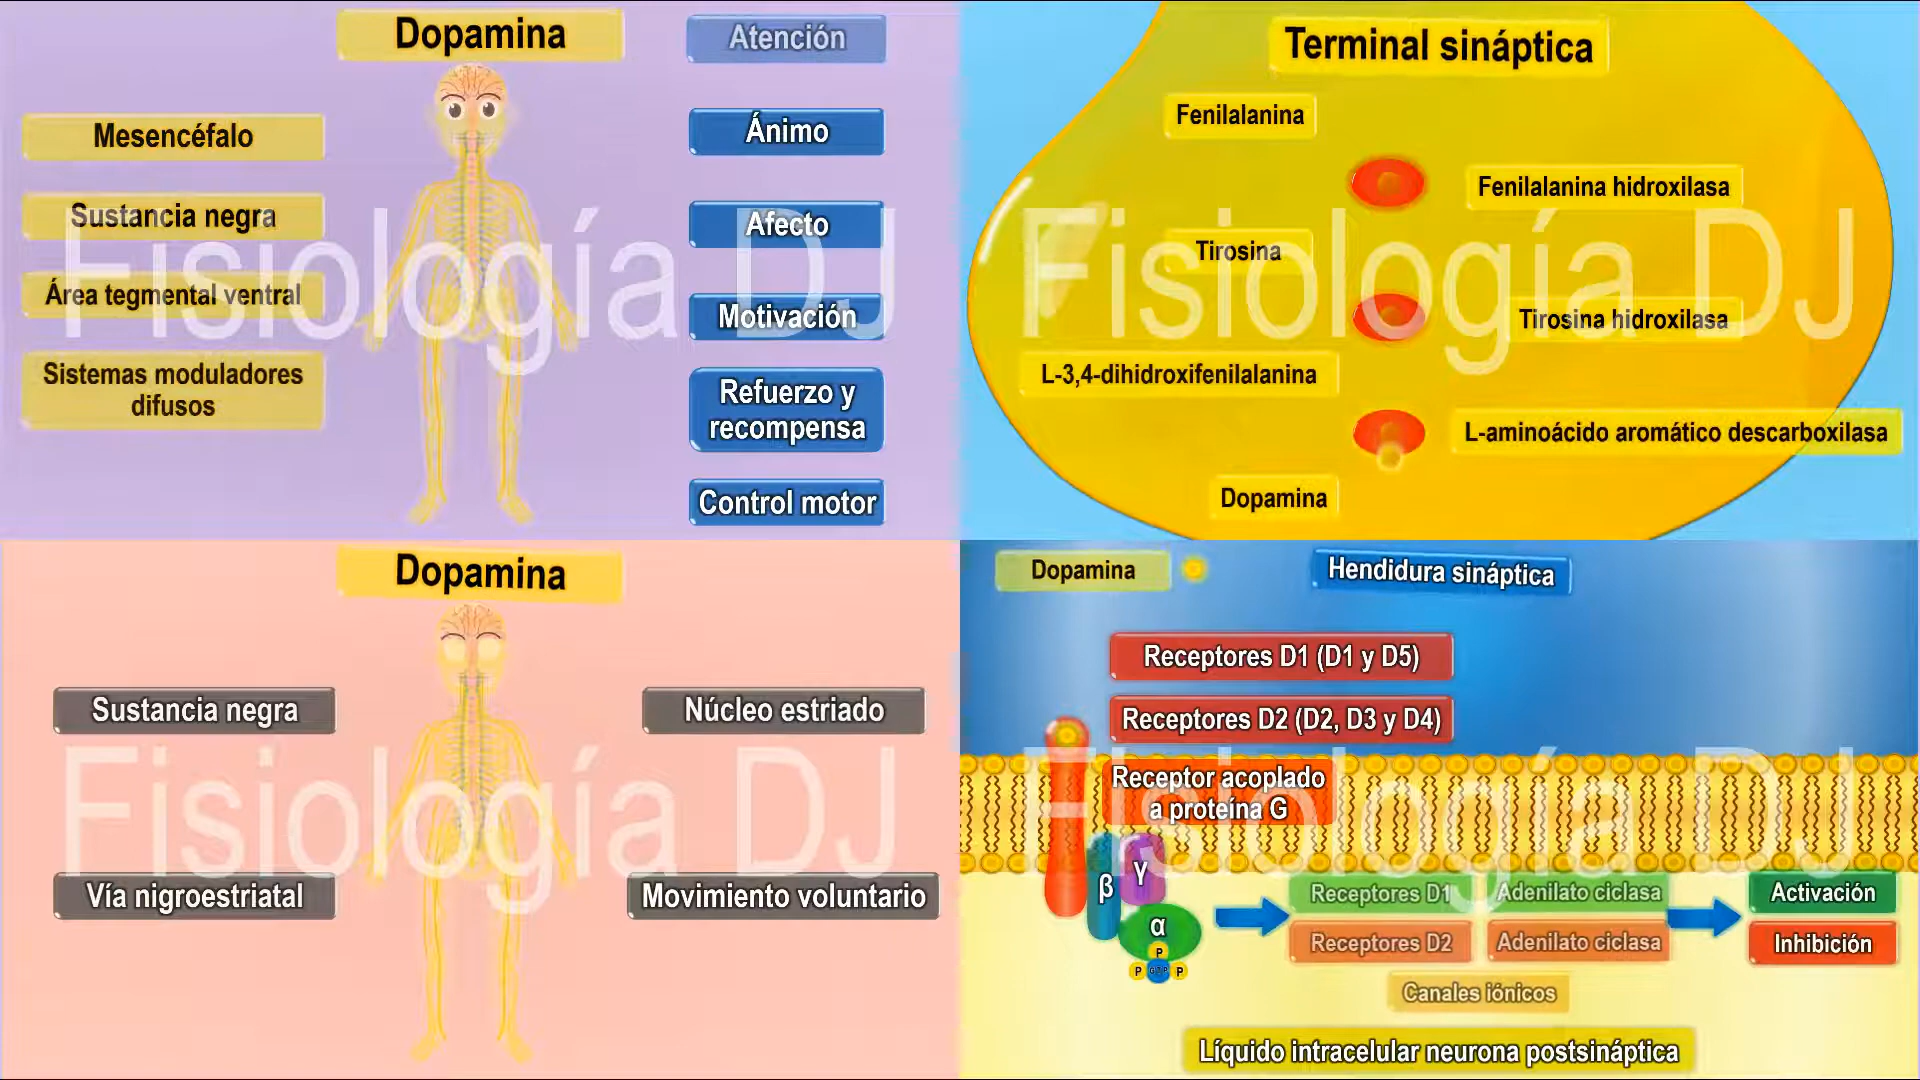 Dopamina
Atención
Mesencéfalo
Ánimo
Sustancia negra
Afecto
Área tegmental ventral
Motivación
Sistemas moduladores
difusos
Refuerzo y
recompensa
Control motor
Fisiología DJ
Terminal sináptica
Fenilalanina
Fenilalanina hidroxilasa
Tirosina
Tirosina hidroxilasa
L-3,4-dihidroxifenilalanina
L-aminoácido aromático descarboxilasa
Dopamina
Fisiología DJ
Dopamina
Sustancia negra
Núcleo estriado
Vía nigroestriatal
Movimiento voluntario
Fisiología DJ
Dopamina
Hendidura sináptica
Receptores D1 (D1 y D5)
Receptores D2 (D2, D3 y D4)
Receptor acoplado
a proteína G
β
γ
α
P
P GTP P
Receptores D1
Adenilato ciclasa
Activación
Receptores D2
Adenilato ciclasa
Inhibición
Canales iónicos
Líquido intracelular neurona postsináptica
Fisiología DJ